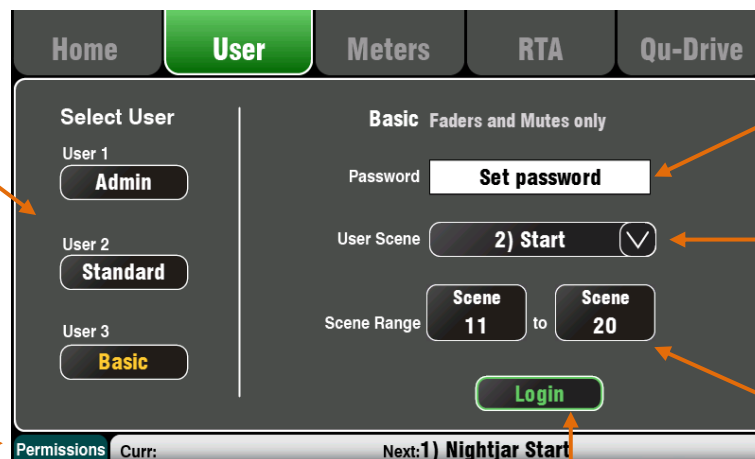 Home User Meters RTA Qu-Drive
Select User
User 1
Admin
User 2
Standard
User 3
Basic
Basic Faders and Mutes only
Password Set password
User Scene 2) Start
Scene Range Scene 11 to Scene 20
Login
Permissions Curr: Next:1) Nightjar Start